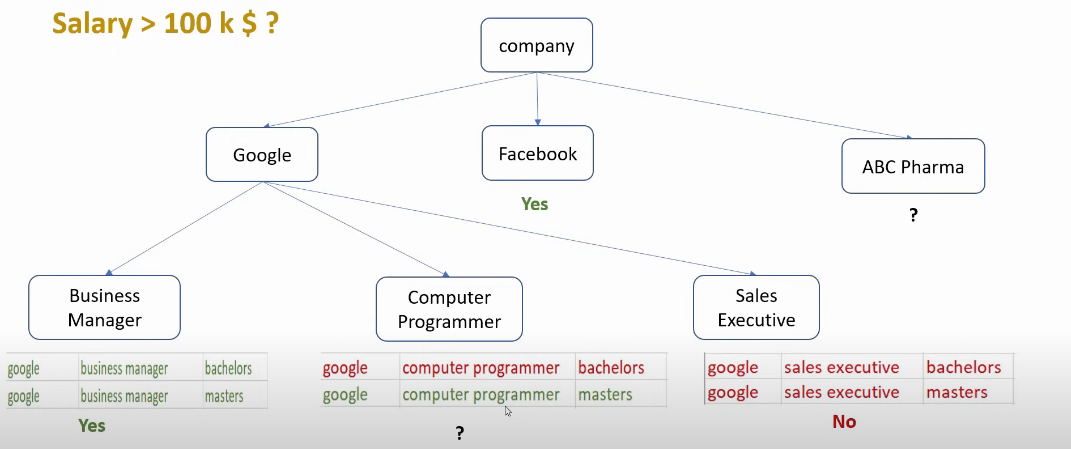 Salary > 100 k $ ?
company
Google
Facebook
ABC Pharma
Yes
?
Business
Manager
Computer
Programmer
Sales
Executive
google business manager bachelors
google business manager masters
Yes
google computer programmer bachelors
google computer programmer masters
?
google sales executive bachelors
google sales executive masters
No